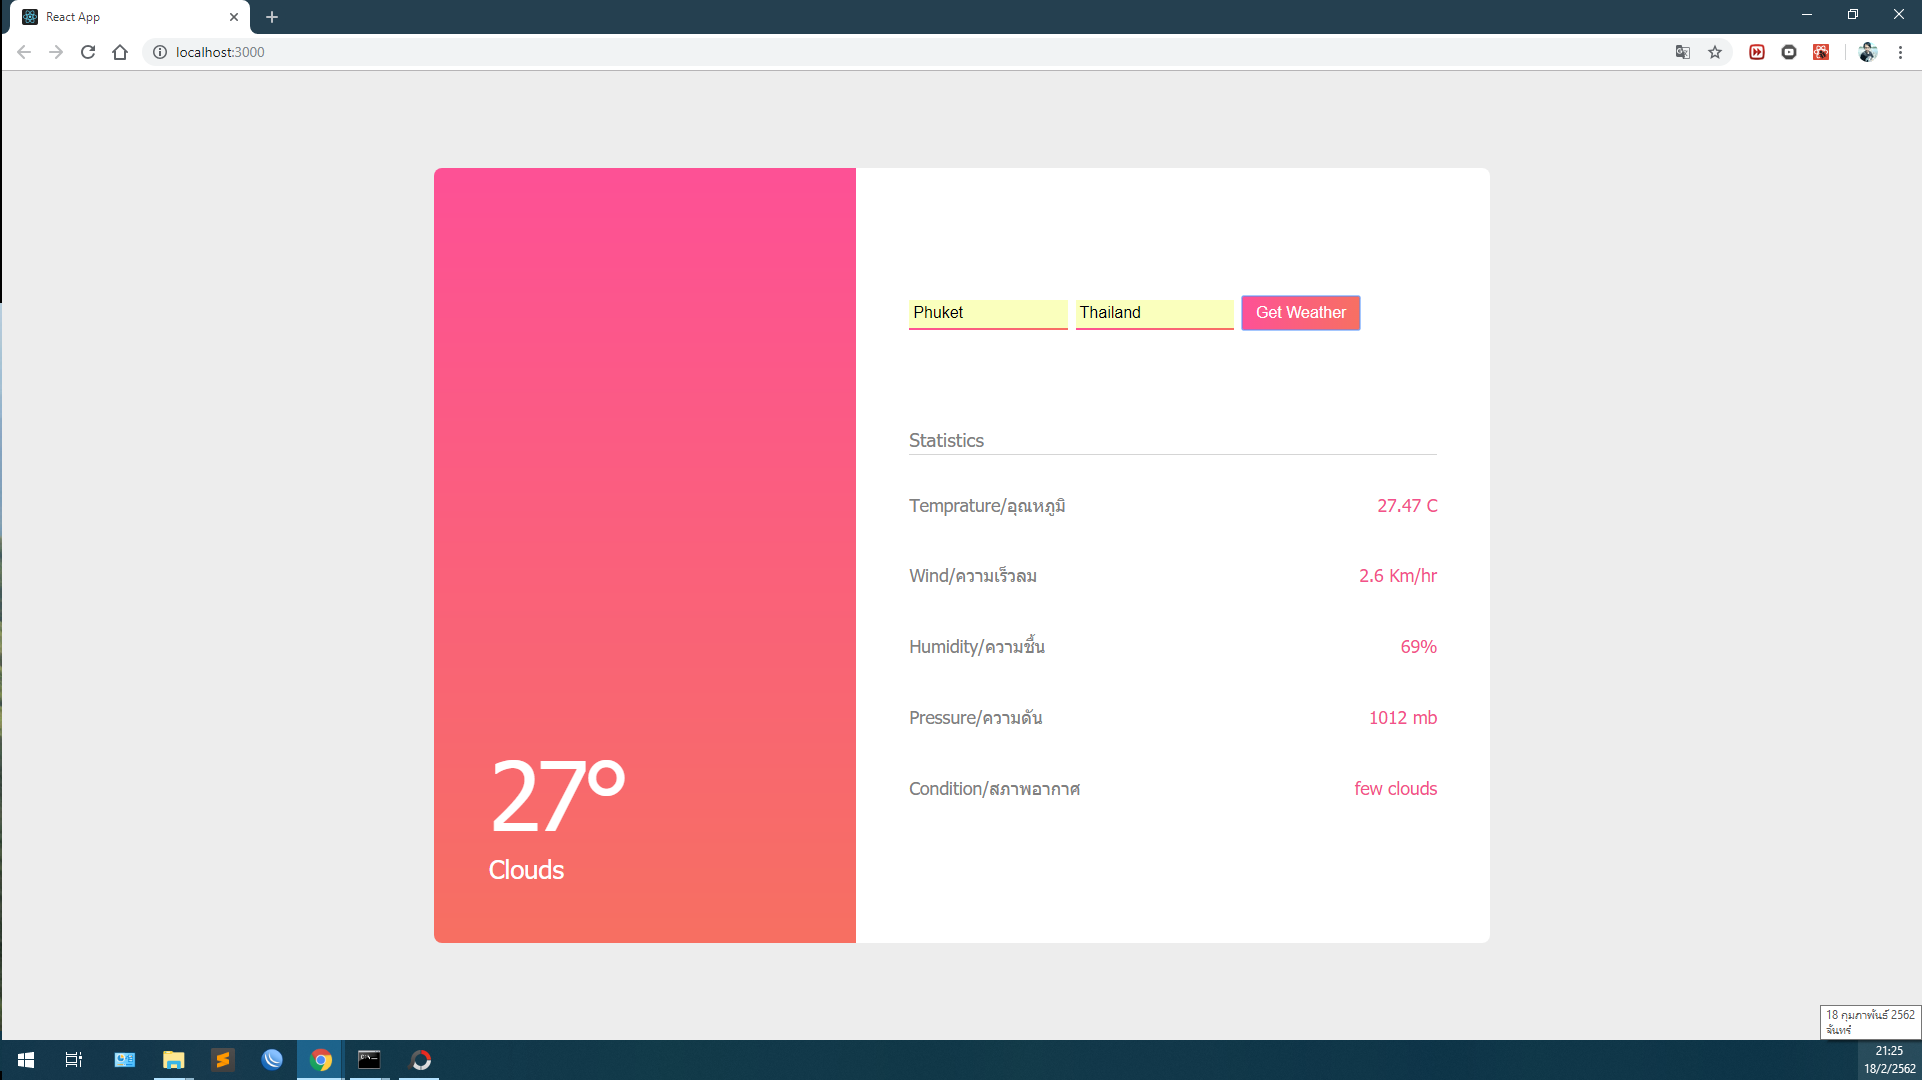 React App
localhost:3000
Phuket Thailand Get Weather
Statistics
Temprature/อุณหภูมิ 27.47 C
Wind/ความเร็วลม 2.6 Km/hr
Humidity/ความชื้น 69%
Pressure/ความดัน 1012 mb
Condition/สภาพอากาศ few clouds
27°
Clouds
18 กุมภาพันธ์ 2562
จันทร์
21:25
18/2/2562